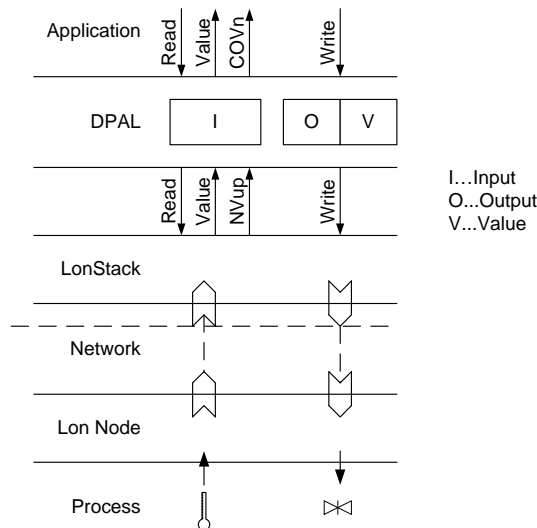 Application
Read
Value
COVn
Write
DPAL
I
O
V
Read
Value
NVup
Write
I...Input
O...Output
V...Value
LonStack
Network
Lon Node
Process